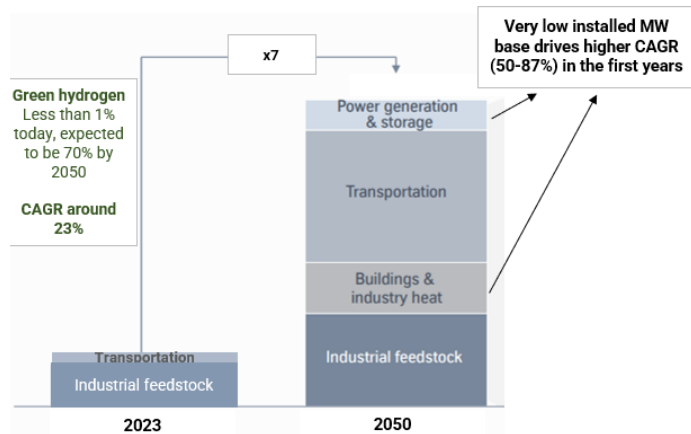 Very low installed MW
base drives higher CAGR
(50-87%) in the first years
x7
Green hydrogen
Less than 1%
today, expected
to be 70% by
2050
CAGR around
23%
Power generation
& storage
Transportation
Buildings &
industry heat
Industrial feedstock
Transportation
Industrial feedstock
2023
2050